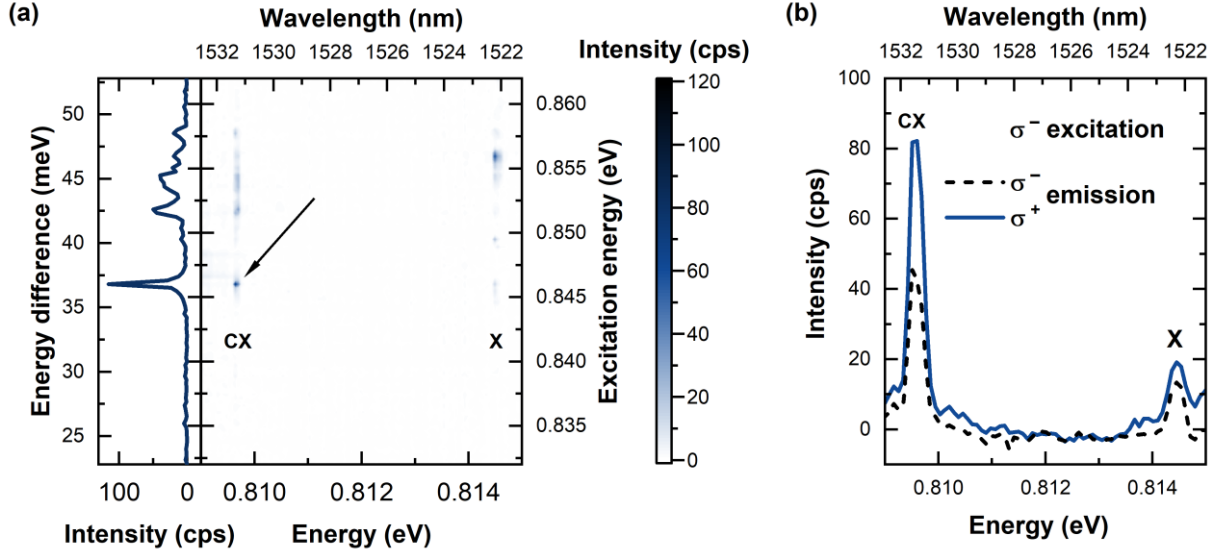 (a)
Wavelength (nm)
1532 1530 1528 1526 1524 1522
Energy difference (meV)
50
45
40
35
30
25
CX
X
0.860
0.855
0.850
0.845
0.840
0.835
Excitation energy (eV)
100 0
0.810 0.812 0.814
Intensity (cps)
Energy (eV)
Intensity (cps)
120
100
80
60
40
20
0
(b)
Wavelength (nm)
1532 1530 1528 1526 1524 1522
Intensity (cps)
100
80
60
40
20
0
CX
σ⁻ excitation
σ⁻
σ⁺
emission
X
0.810 0.812 0.814
Energy (eV)